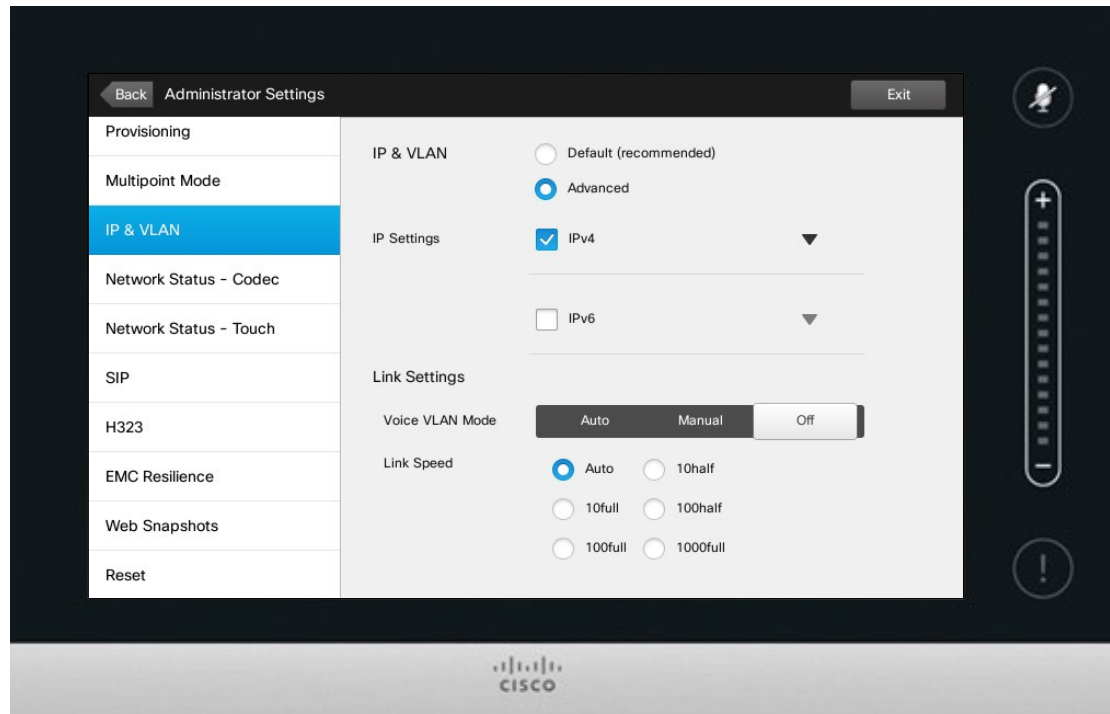 Back Administrator Settings Exit
Provisioning
Multipoint Mode
IP & VLAN
Network Status - Codec
Network Status - Touch
SIP
H323
EMC Resilience
Web Snapshots
Reset
IP & VLAN Default (recommended)
Advanced
IP Settings IPv4
IPv6
Link Settings
Voice VLAN Mode Auto Manual Off
Link Speed Auto 10half
10full 100half
100full 1000full
+
−
!
CISCO